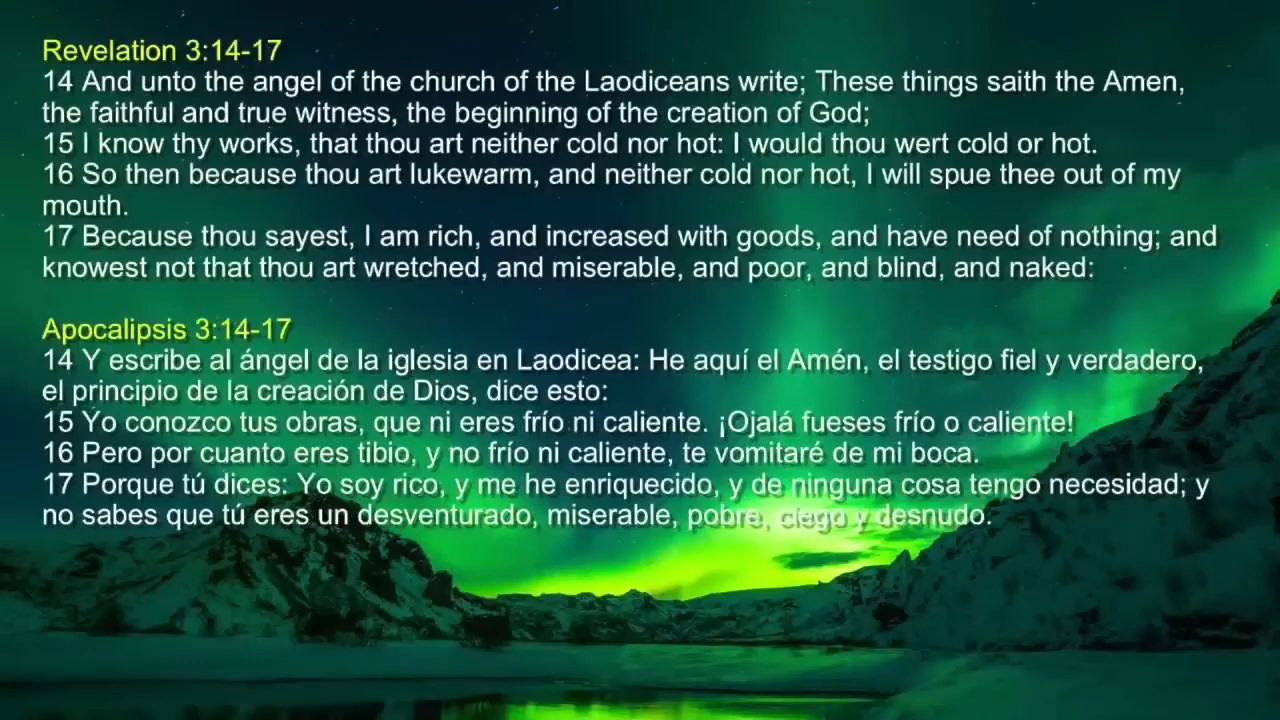 Revelation 3:14-17
14 And unto the angel of the church of the Laodiceans write; These things saith the Amen,
the faithful and true witness, the beginning of the creation of God;
15 I know thy works, that thou art neither cold nor hot: I would thou wert cold or hot.
16 So then because thou art lukewarm, and neither cold nor hot, I will spue thee out of my
mouth.
17 Because thou sayest, I am rich, and increased with goods, and have need of nothing; and
knowest not that thou art wretched, and miserable, and poor, and blind, and naked:
Apocalipsis 3:14-17
14 Y escribe al ángel de la iglesia en Laodicea: He aquí el Amén, el testigo fiel y verdadero,
el principio de la creación de Dios, dice esto:
15 Yo conozco tus obras, que ni eres frío ni caliente. ¡Ojalá fueses frío o caliente!
16 Pero por cuanto eres tibio, y no frío ni caliente, te vomitaré de mi boca.
17 Porque tú dices: Yo soy rico, y me he enriquecido, y de ninguna cosa tengo necesidad; y
no sabes que tú eres un desventurado, miserable, pobre, ciego y desnudo.